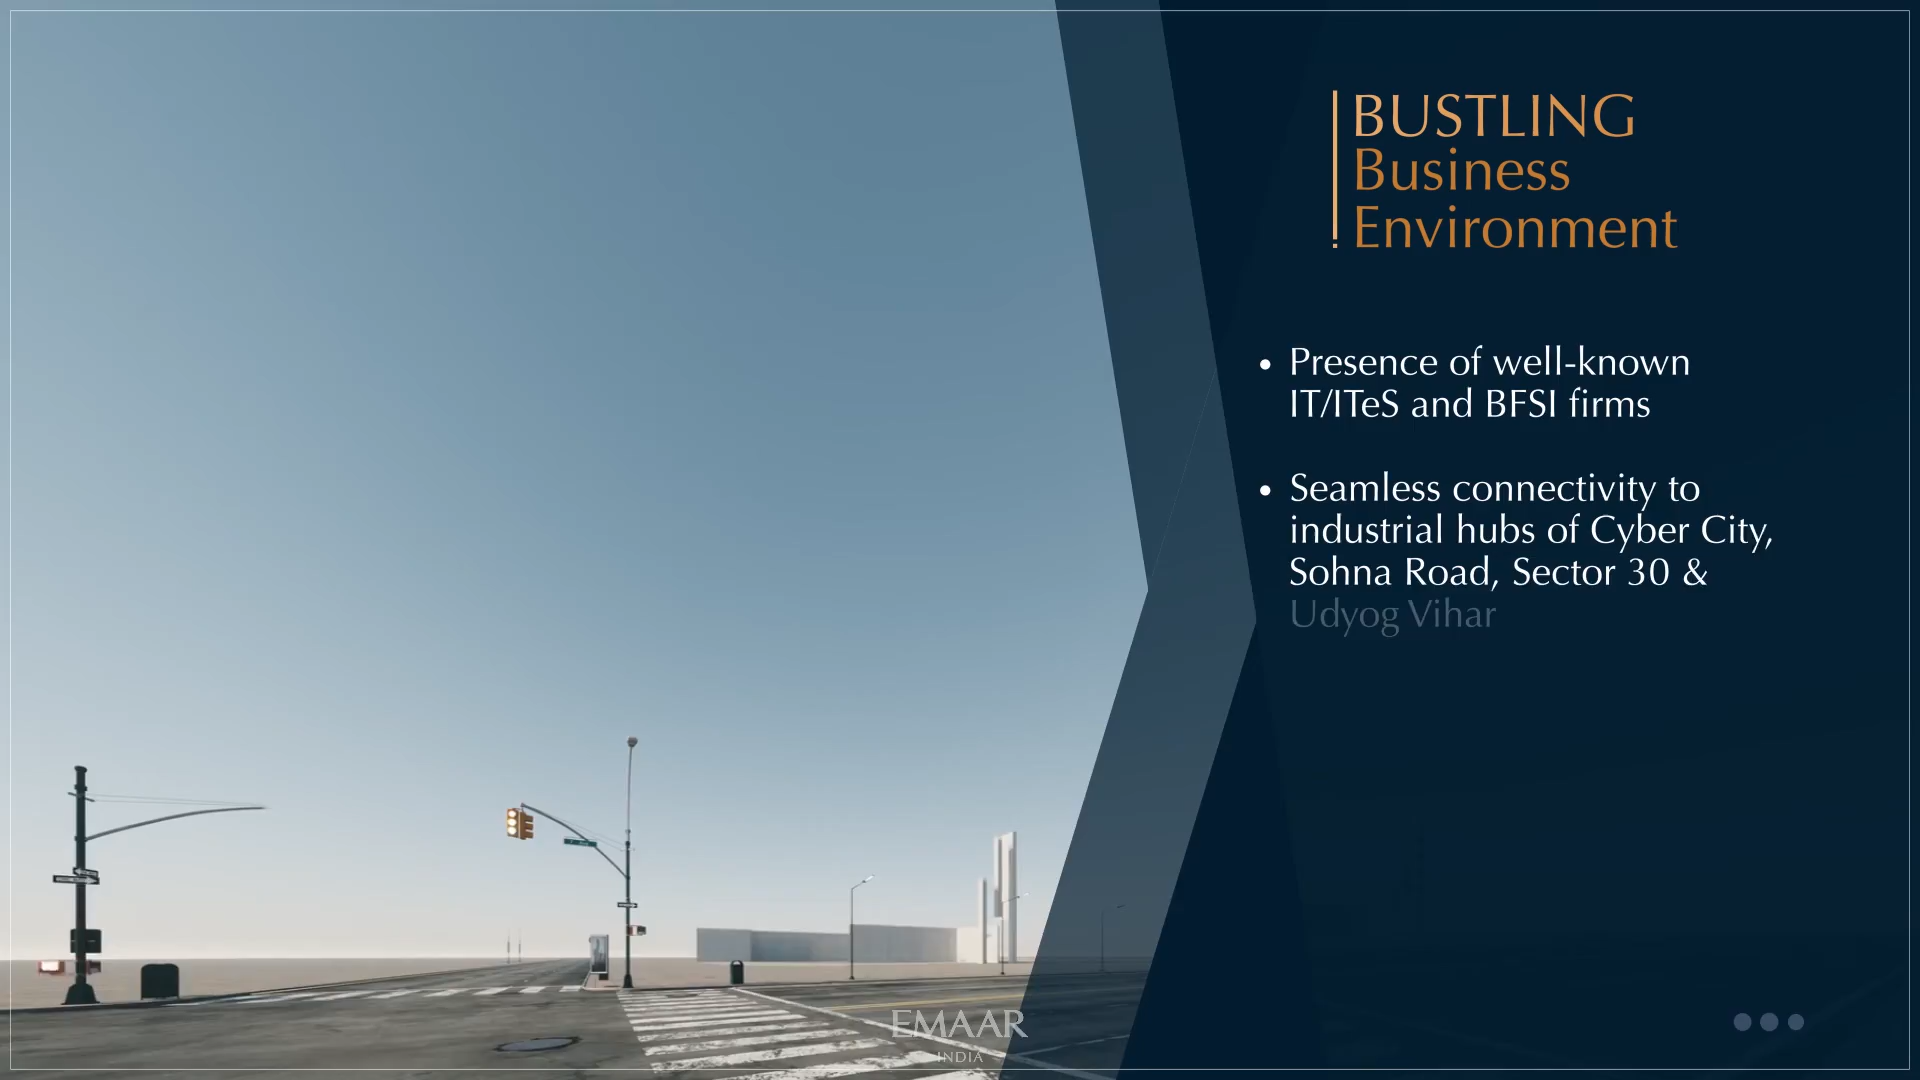 BUSTLING
Business
Environment
• Presence of well-known
IT/ITeS and BFSI firms
• Seamless connectivity to
industrial hubs of Cyber City,
Sohna Road, Sector 30 &
Udyog Vihar
EMAAR
INDIA